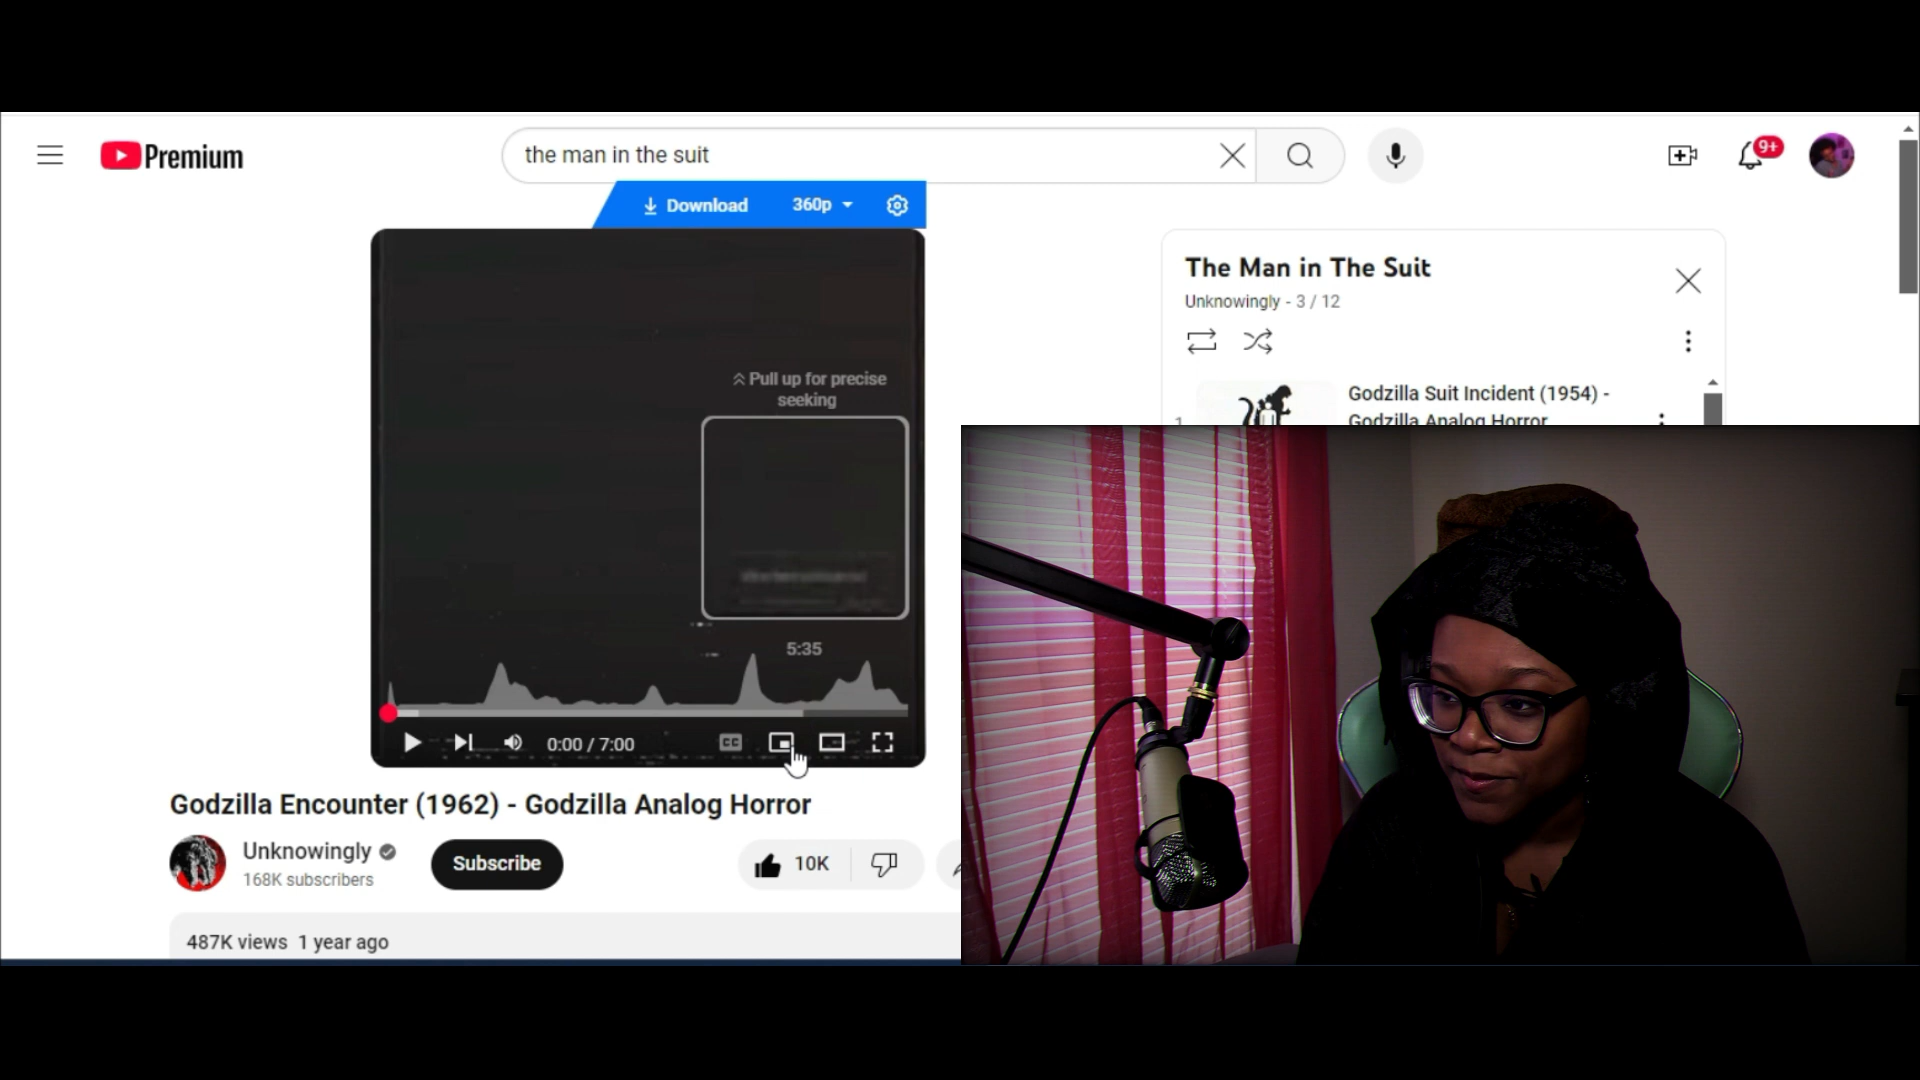 Premium
the man in the suit
9+
Download
360p
Pull up for precise
seeking
5:35
0:00 / 7:00
CC
Godzilla Encounter (1962) - Godzilla Analog Horror
Unknowingly
168K subscribers
Subscribe
10K
487K views 1 year ago
The Man in The Suit
Unknowingly - 3 / 12
1
Godzilla Suit Incident (1954) -
Godzilla Analog Horror